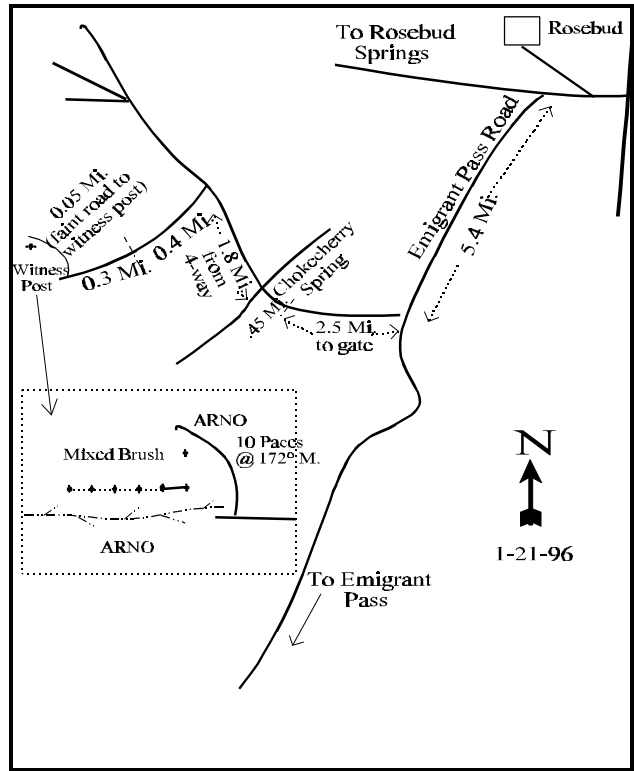 To Rosebud
Springs
Rosebud
Emigrant Pass Road
5.4 Mi.
0.05 Mi.
(faint road to
witness post)
Witness
Post
0.3 Mi.
0.4 Mi.
1.8 Mi.
from
4-way
Chokecherry
Spring
.45 Mi.
2.5 Mi.
to gate
ARNO
Mixed Brush
10 Paces
@ 172° M.
ARNO
N
1-21-96
To Emigrant
Pass